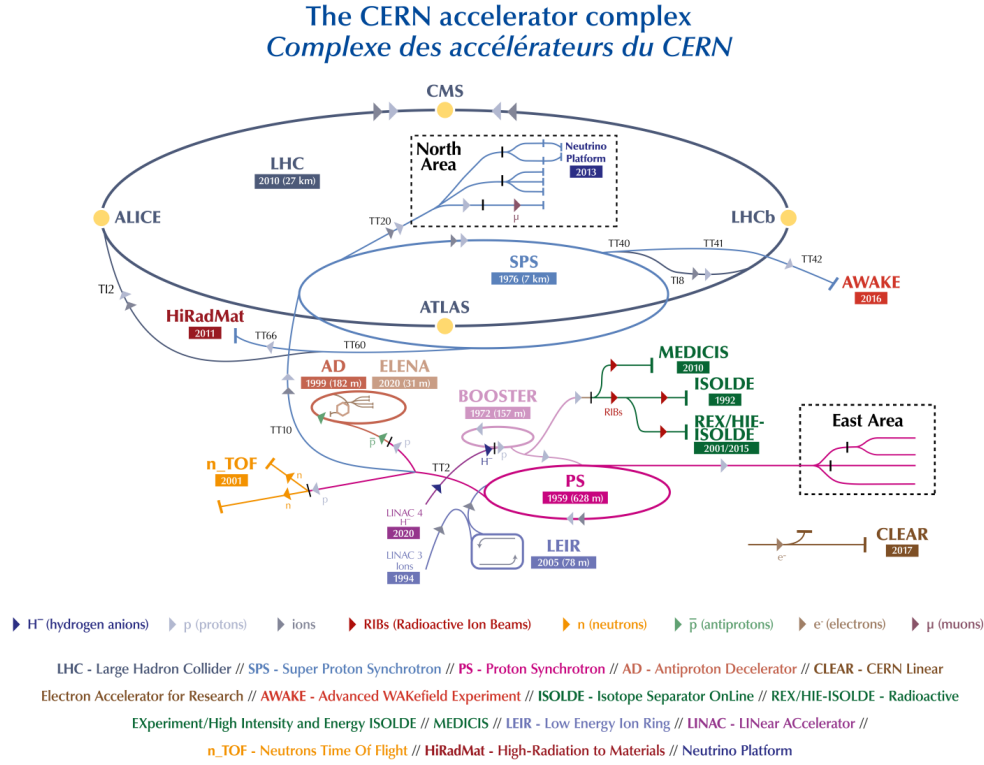 The CERN accelerator complex
Complexe des accélérateurs du CERN
CMS
North
Area
Neutrino
Platform
2013
LHC
2010 (27 km)
ALICE
LHCb
TT20
µ
TT40
TT41
TT42
SPS
1976 (7 km)
TI8
TI2
AWAKE
2016
ATLAS
HiRadMat
2011
TT66
TT60
AD
1999 (182 m)
ELENA
2020 (31 m)
MEDICIS
2010
BOOSTER
1972 (157 m)
ISOLDE
1992
RIBs
REX/HIE-
ISOLDE
2001/2015
East Area
TT10
p̅
p
H⁻
p
TT2
n_TOF
2001
n
n
p
PS
1959 (628 m)
LINAC 4
H⁻
2020
LINAC 3
Ions
1994
LEIR
2005 (78 m)
CLEAR
2017
e⁻
H⁻ (hydrogen anions)
p (protons)
ions
RIBs (Radioactive Ion Beams)
n (neutrons)
p̅ (antiprotons)
e⁻ (electrons)
µ (muons)
LHC - Large Hadron Collider // SPS - Super Proton Synchrotron // PS - Proton Synchrotron // AD - Antiproton Decelerator // CLEAR - CERN Linear
Electron Accelerator for Research // AWAKE - Advanced WAKefield Experiment // ISOLDE - Isotope Separator OnLine // REX/HIE-ISOLDE - Radioactive
EXperiment/High Intensity and Energy ISOLDE // MEDICIS // LEIR - Low Energy Ion Ring // LINAC - LINear ACcelerator //
n_TOF - Neutrons Time Of Flight // HiRadMat - High-Radiation to Materials // Neutrino Platform